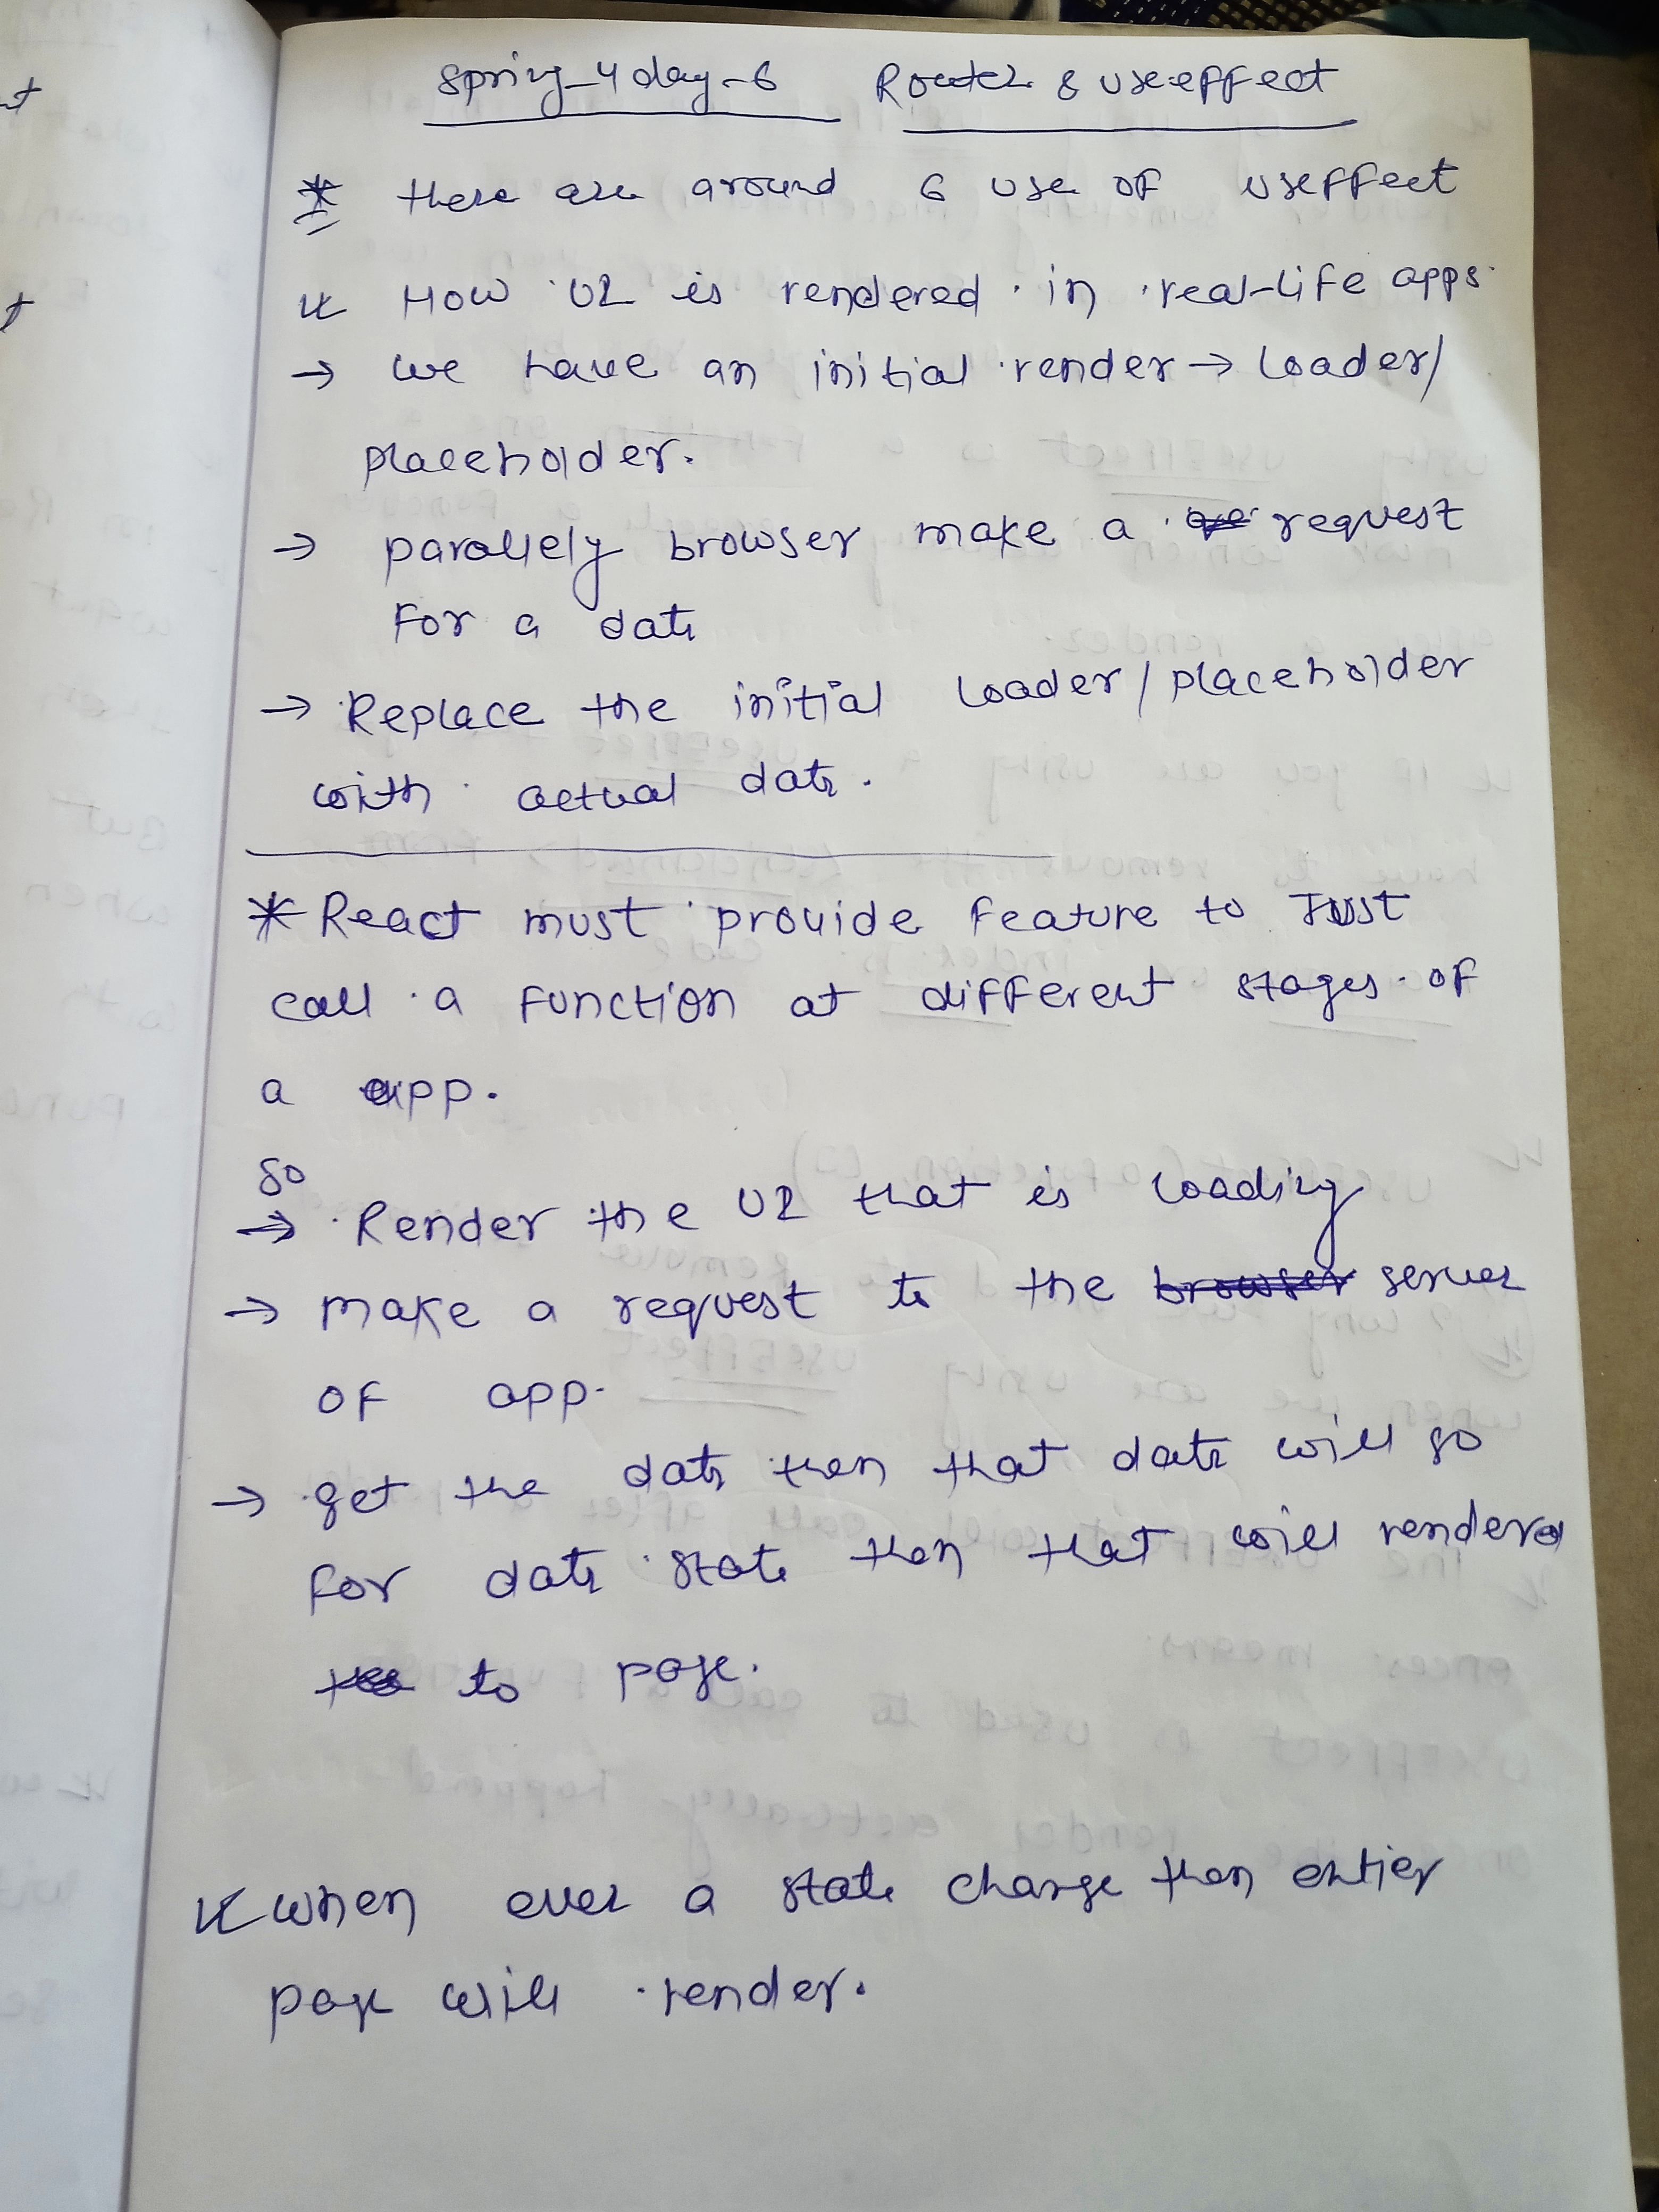 Spring_4 day-6 Router & useeffect
* there are around 6 use of useffect
* How UI is rendered in real-life apps.
→ we have an initial render → Loader/
placeholder.
→ parallely browser make a request
for a data
→ Replace the initial Loader/placeholder
with actual data.
* React must provide feature to Just
call a function at different stages of
a app.
so
→ Render the UI that is loading
→ make a request to the browser server
of app.
→ get the data then that data will go
for data state then that will rendera
to page.
* when ever a state change then entier
page will render.